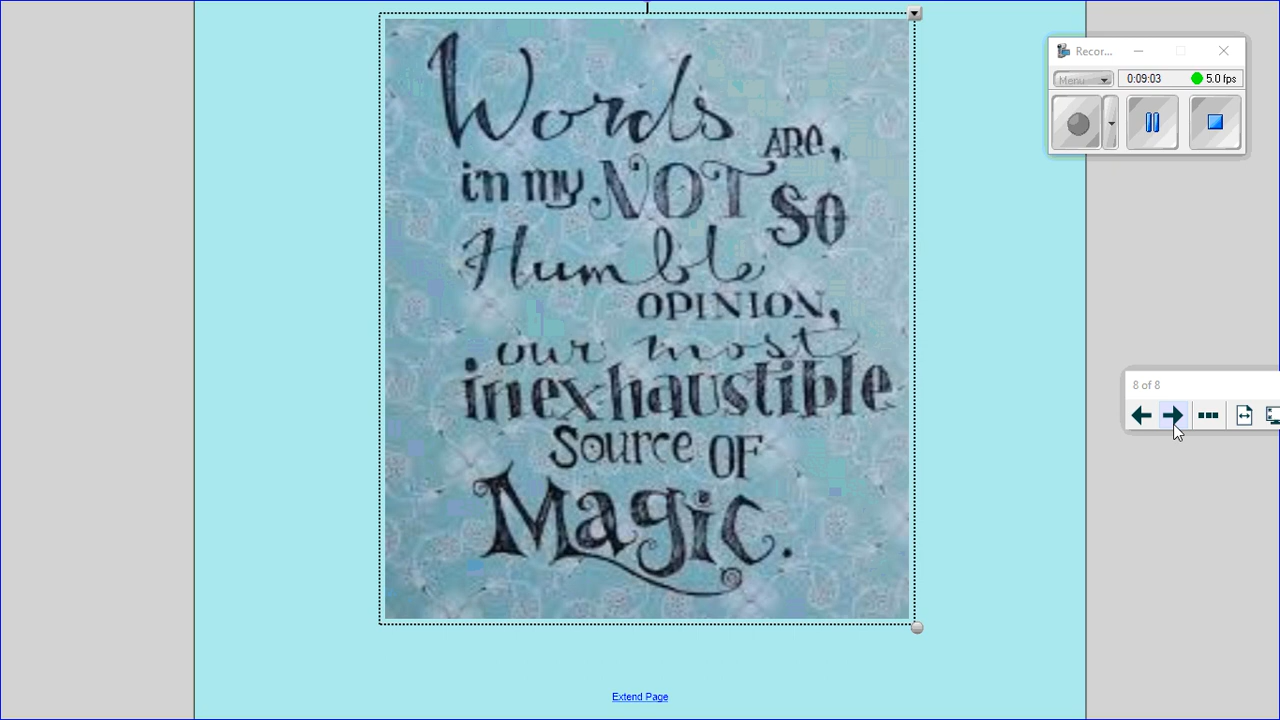 Words ARE,
in my NOT SO
Humble
OPINION,
our most
inexhaustible
Source OF
Magic.
Extend Page
Recor...
Menu
0:09:03
5.0 fps
8 of 8